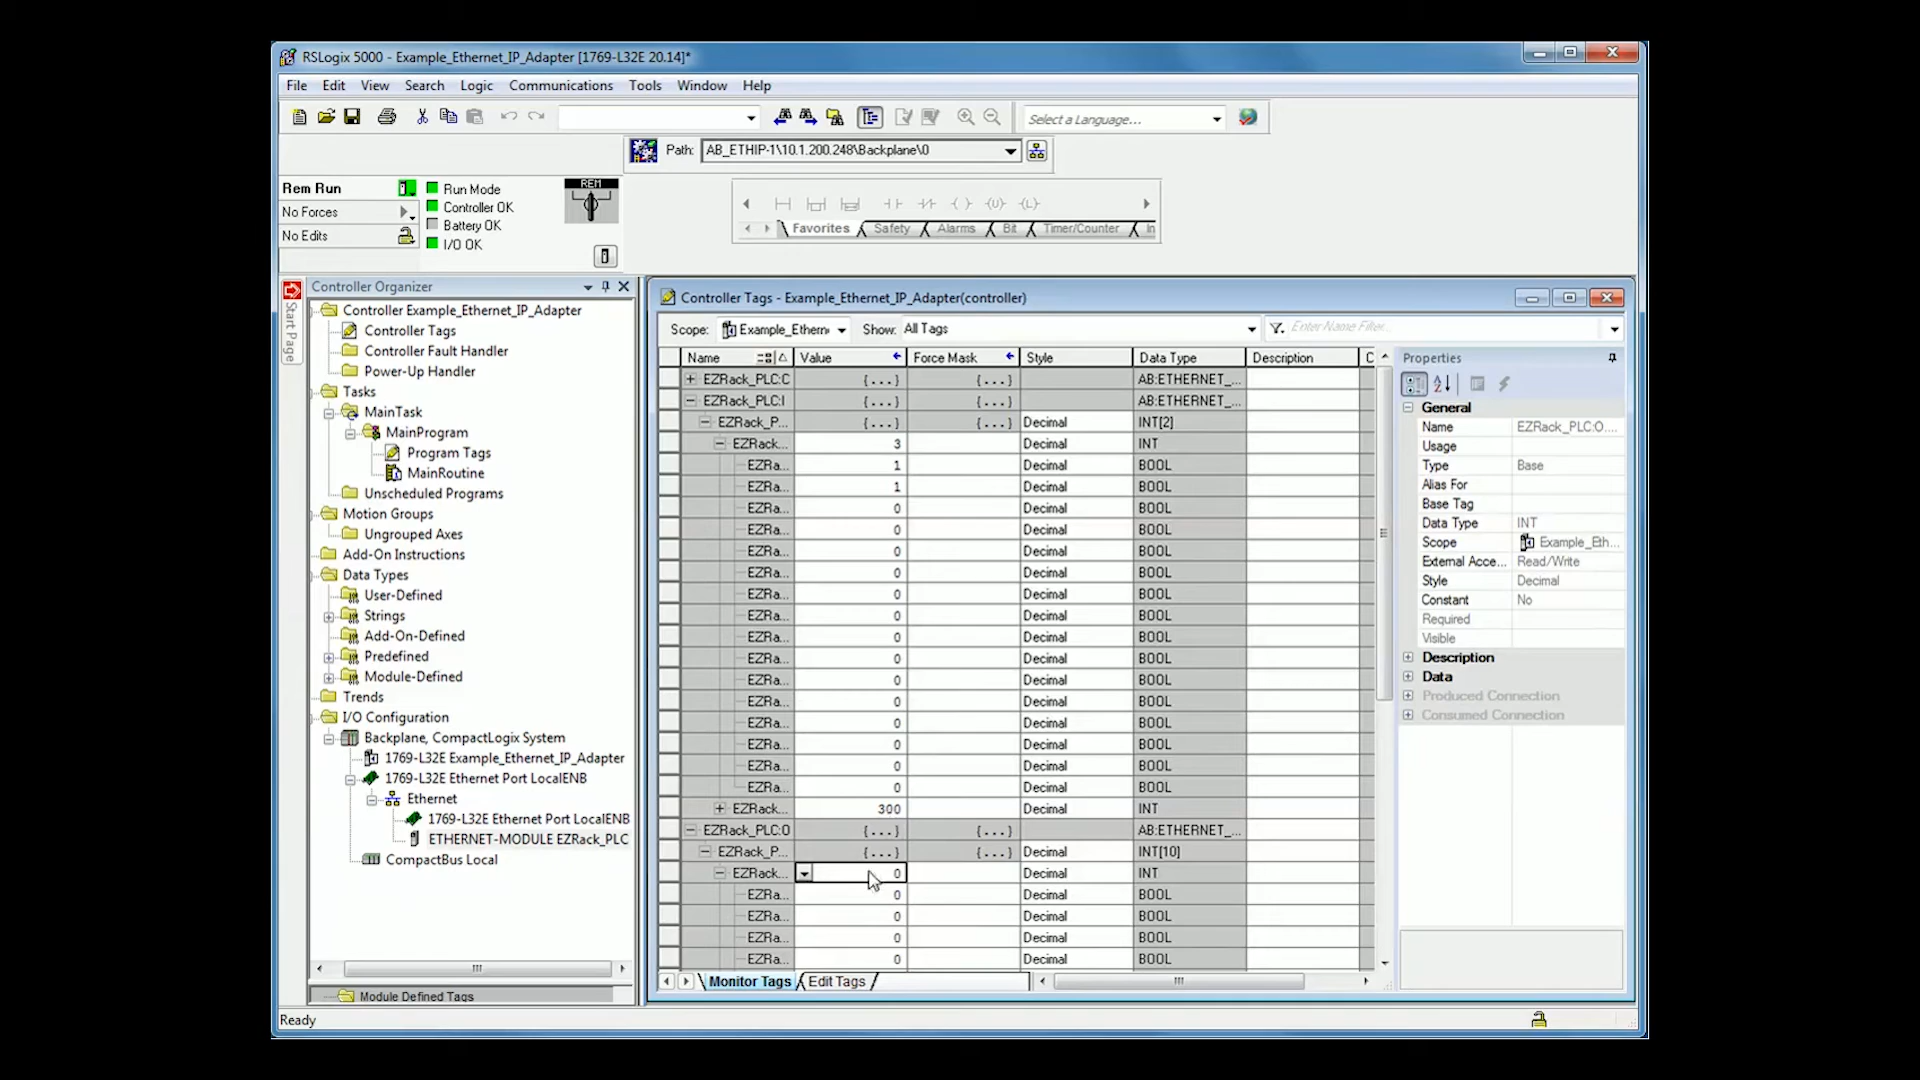 RSLogix 5000 - Example_Ethernet_IP_Adapter [1769-L32E 20.14]*
File Edit View Search Logic Communications Tools Window Help
Select a Language...
Path: AB_ETHIP-1\10.1.200.248\Backplane\0
Rem Run
No Forces
No Edits
Run Mode
Controller OK
Battery OK
I/O OK
REM
Favorites Safety Alarms Bit Timer/Counter In
Start Page
Controller Organizer
Controller Example_Ethernet_IP_Adapter
Controller Tags
Controller Fault Handler
Power-Up Handler
Tasks
MainTask
MainProgram
Program Tags
MainRoutine
Unscheduled Programs
Motion Groups
Ungrouped Axes
Add-On Instructions
Data Types
User-Defined
Strings
Add-On-Defined
Predefined
Module-Defined
Trends
I/O Configuration
Backplane, CompactLogix System
1769-L32E Example_Ethernet_IP_Adapter
1769-L32E Ethernet Port LocalENB
Ethernet
1769-L32E Ethernet Port LocalENB
ETHERNET-MODULE EZRack_PLC
CompactBus Local
Module Defined Tags
Controller Tags - Example_Ethernet_IP_Adapter(controller)
Scope: Example_Ethern Show: All Tags Enter Name Filter...
Name Value Force Mask Style Data Type Description C
EZRack_PLC:C {...} {...} AB:ETHERNET_...
EZRack_PLC:I {...} {...} AB:ETHERNET_...
EZRack_P... {...} {...} Decimal INT[2]
EZRack... 3 Decimal INT
EZRa... 1 Decimal BOOL
EZRa... 1 Decimal BOOL
EZRa... 0 Decimal BOOL
EZRa... 0 Decimal BOOL
EZRa... 0 Decimal BOOL
EZRa... 0 Decimal BOOL
EZRa... 0 Decimal BOOL
EZRa... 0 Decimal BOOL
EZRa... 0 Decimal BOOL
EZRa... 0 Decimal BOOL
EZRa... 0 Decimal BOOL
EZRa... 0 Decimal BOOL
EZRa... 0 Decimal BOOL
EZRa... 0 Decimal BOOL
EZRa... 0 Decimal BOOL
EZRa... 0 Decimal BOOL
EZRack... 300 Decimal INT
EZRack_PLC:O {...} {...} AB:ETHERNET_...
EZRack_P... {...} {...} Decimal INT[10]
EZRack... 0 Decimal INT
EZRa... 0 Decimal BOOL
EZRa... 0 Decimal BOOL
EZRa... 0 Decimal BOOL
EZRa... 0 Decimal BOOL
Monitor Tags Edit Tags
Properties
General
Name EZRack_PLC:O....
Usage
Type Base
Alias For
Base Tag
Data Type INT
Scope Example_Eth...
External Acce... Read/Write
Style Decimal
Constant No
Required
Visible
Description
Data
Produced Connection
Consumed Connection
Ready